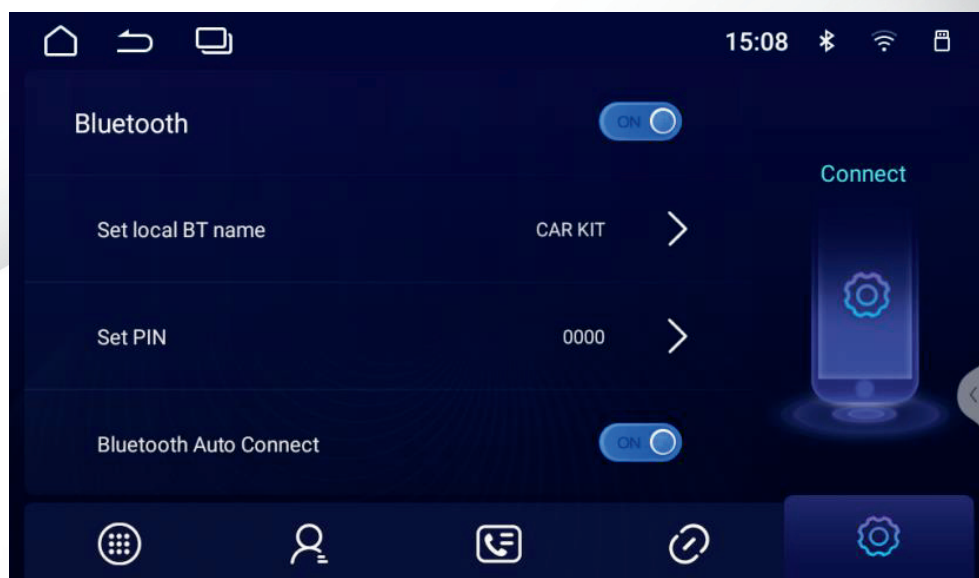 15:08
Bluetooth
ON
Connect
Set local BT name
CAR KIT
Set PIN
0000
Bluetooth Auto Connect
ON